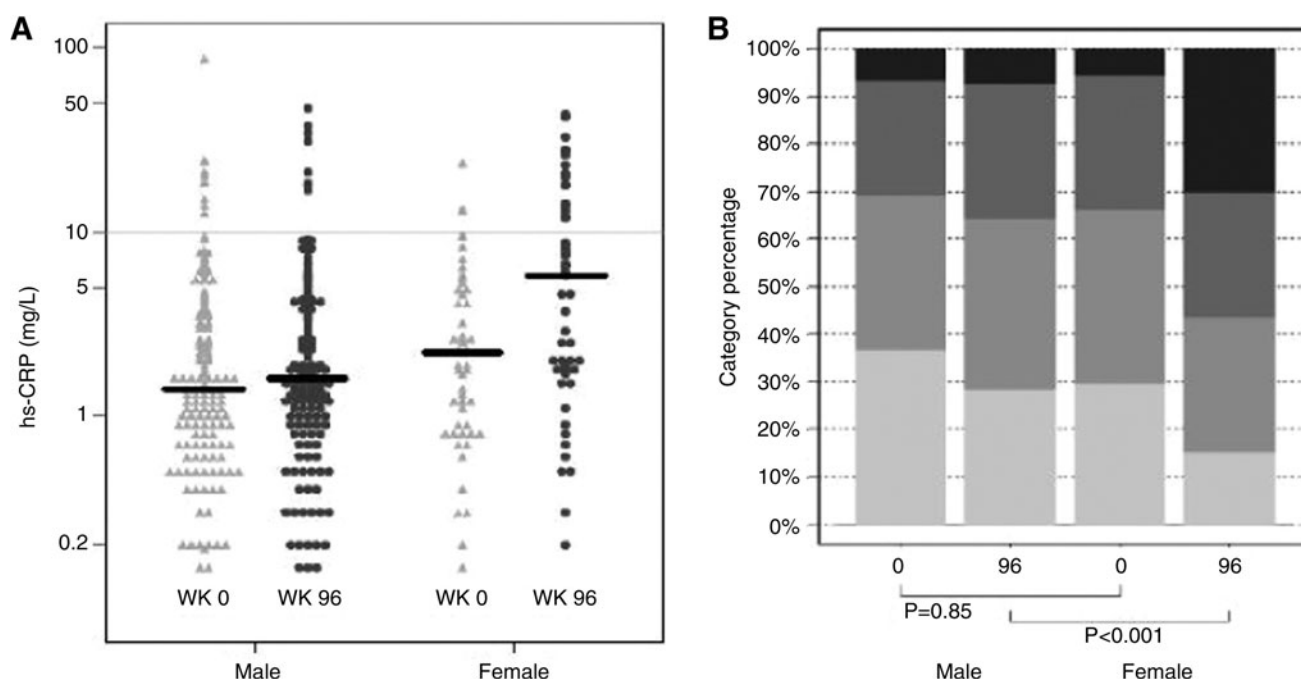 A
hs-CRP (mg/L)
100
50
10
5
1
0.2
WK 0
WK 96
WK 0
WK 96
Male
Female
B
Category percentage
100%
90%
80%
70%
60%
50%
40%
30%
20%
10%
0%
0
96
0
96
P=0.85
P<0.001
Male
Female